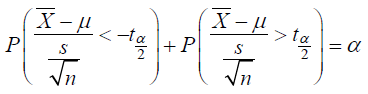 P( (X̄ − μ)/(s/√n) < −t_{α/2} ) + P( (X̄ − μ)/(s/√n) > t_{α/2} ) = α